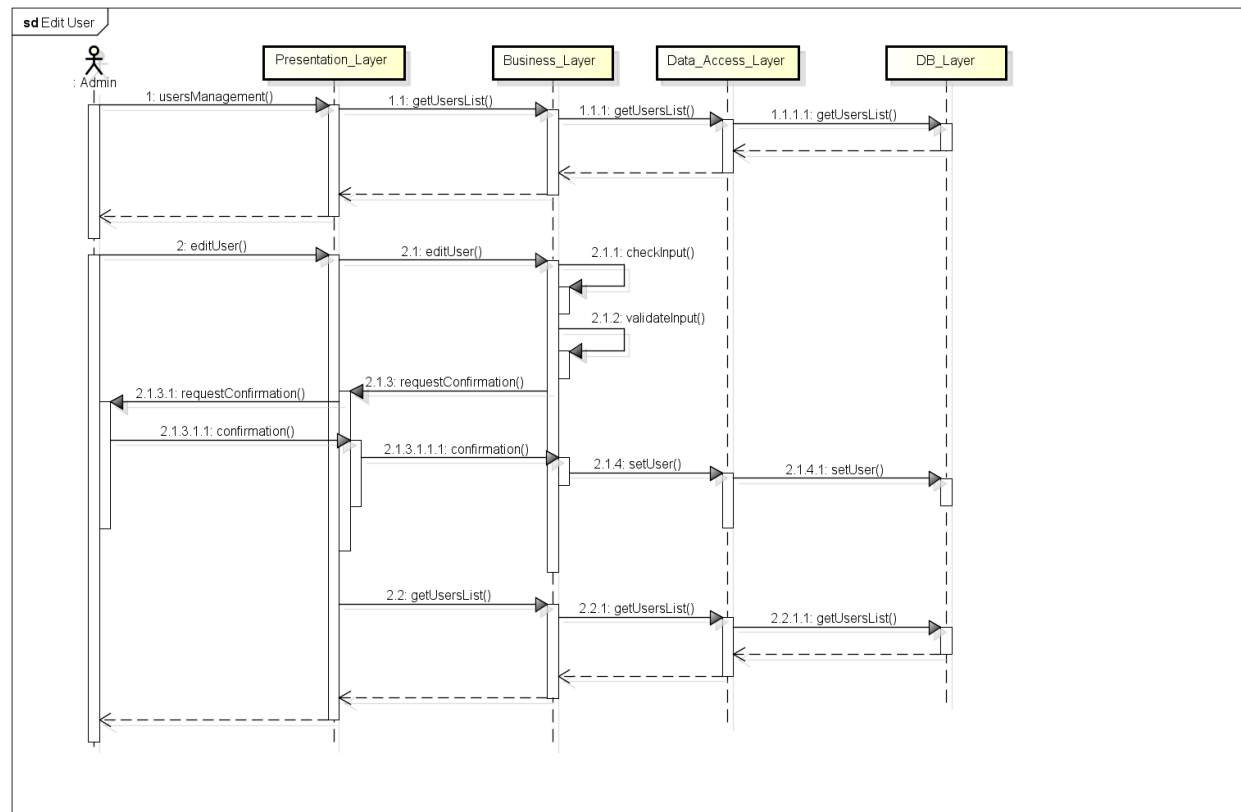 sd Edit User
: Admin
Presentation_Layer
Business_Layer
Data_Access_Layer
DB_Layer
1: usersManagement()
1.1: getUsersList()
1.1.1: getUsersList()
1.1.1.1: getUsersList()
2: editUser()
2.1: editUser()
2.1.1: checkInput()
2.1.2: validateInput()
2.1.3: requestConfirmation()
2.1.3.1: requestConfirmation()
2.1.3.1.1: confirmation()
2.1.3.1.1.1: confirmation()
2.1.4: setUser()
2.1.4.1: setUser()
2.2: getUsersList()
2.2.1: getUsersList()
2.2.1.1: getUsersList()